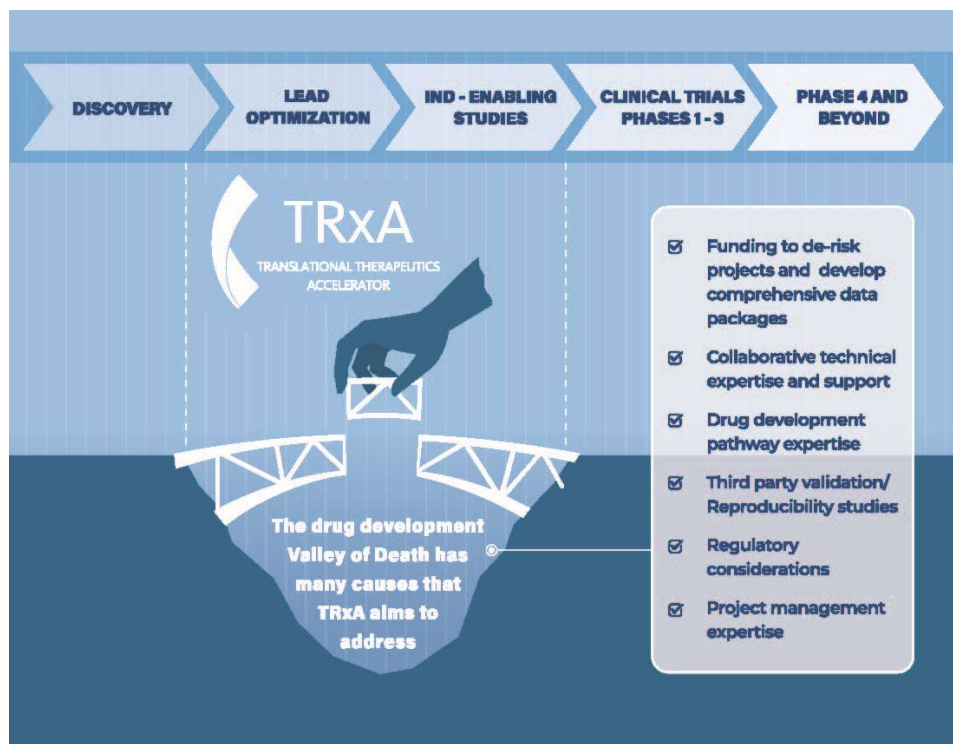 DISCOVERY
LEAD
OPTIMIZATION
IND - ENABLING
STUDIES
CLINICAL TRIALS
PHASES 1 - 3
PHASE 4 AND
BEYOND
TRxA
TRANSLATIONAL THERAPEUTICS
ACCELERATOR
The drug development
Valley of Death has
many causes that
TRxA aims to
address
Funding to de-risk
projects and develop
comprehensive data
packages
Collaborative technical
expertise and support
Drug development
pathway expertise
Third party validation/
Reproducibility studies
Regulatory
considerations
Project management
expertise